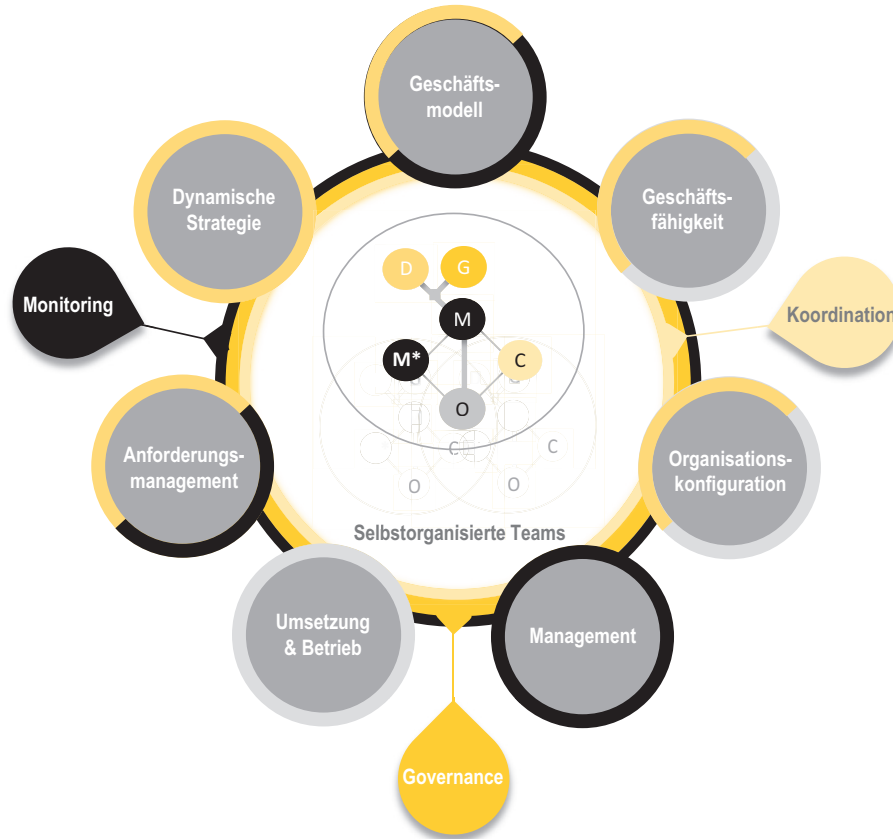 Geschäfts-
modell
Dynamische
Strategie
Geschäfts-
fähigkeit
Monitoring
Koordination
D
G
M
M*
C
O
C
C
O
O
Anforderungs-
management
Organisations-
konfiguration
Selbstorganisierte Teams
Umsetzung
& Betrieb
Management
Governance